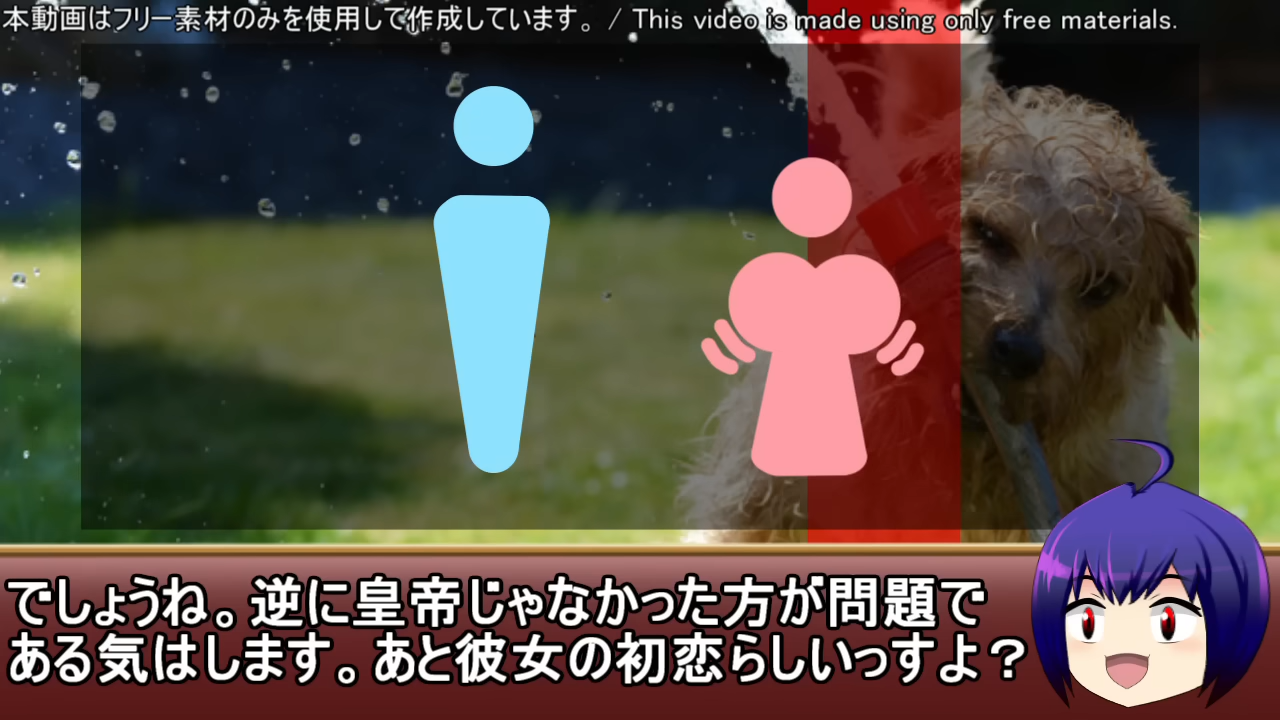 本動画はフリー素材のみを使用して作成しています。 / This video is made using only free materials.
でしょうね。逆に皇帝じゃなかった方が問題で
ある気はします。あと彼女の初恋らしいっすよ？